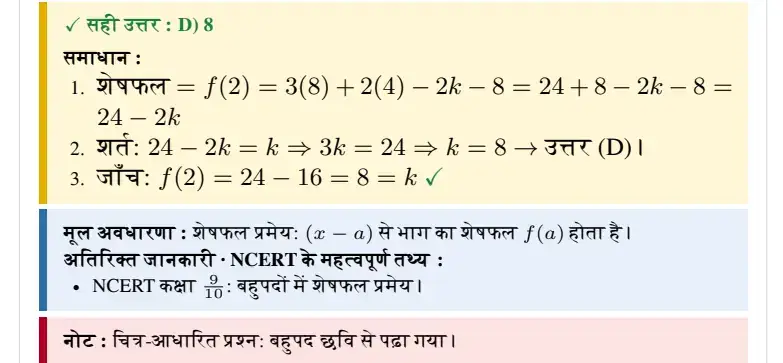 ✓ सही उत्तर : D) 8
समाधान :
1. शेषफल = f(2) = 3(8) + 2(4) − 2k − 8 = 24 + 8 − 2k − 8 =
24 − 2k
2. शर्त: 24 − 2k = k ⇒ 3k = 24 ⇒ k = 8 → उत्तर (D)।
3. जाँच: f(2) = 24 − 16 = 8 = k ✓
मूल अवधारणा : शेषफल प्रमेय: (x − a) से भाग का शेषफल f(a) होता है।
अतिरिक्त जानकारी · NCERT के महत्वपूर्ण तथ्य :
• NCERT कक्षा 9/10: बहुपदों में शेषफल प्रमेय।
नोट : चित्र-आधारित प्रश्न: बहुपद छवि से पढ़ा गया।